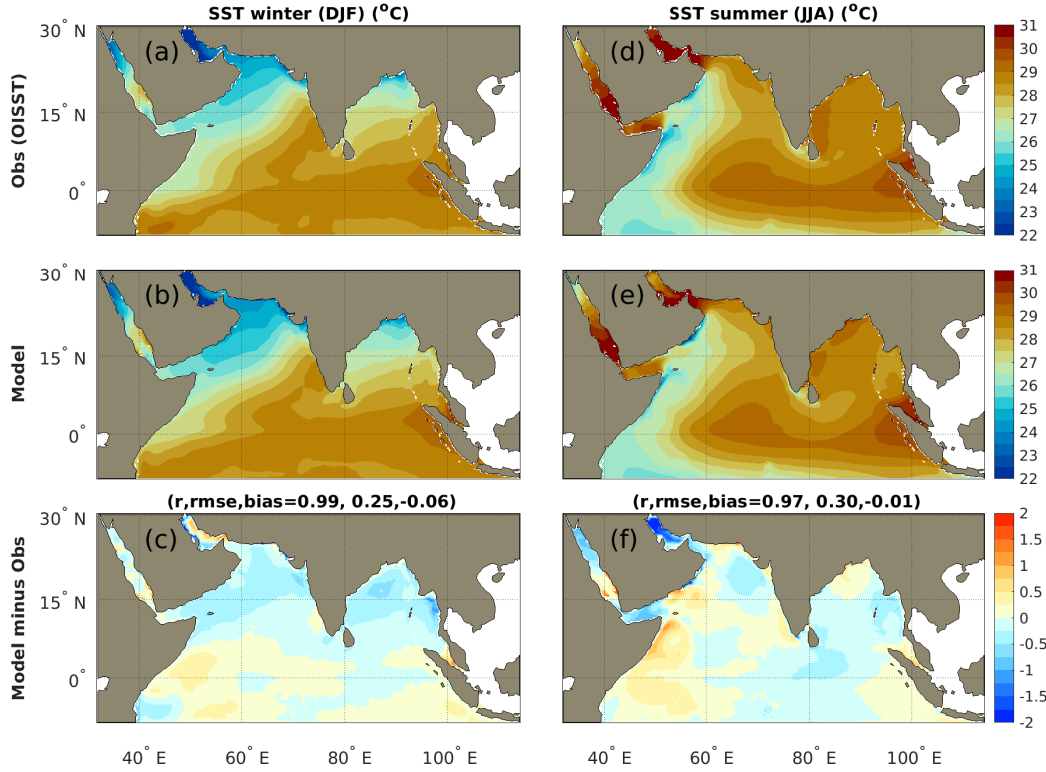 SST winter (DJF) (°C)
SST summer (JJA) (°C)
Obs (OISST)
30° N
15° N
0°
(a)
(d)
31
30
29
28
27
26
25
24
23
22
Model
30° N
15° N
0°
(b)
(e)
31
30
29
28
27
26
25
24
23
22
(r,rmse,bias=0.99, 0.25,-0.06)
(r,rmse,bias=0.97, 0.30,-0.01)
Model minus Obs
30° N
15° N
0°
(c)
(f)
2
1.5
1
0.5
0
-1.5
-1
-1.5
-2
40° E
60° E
80° E
100° E
40° E
60° E
80° E
100° E